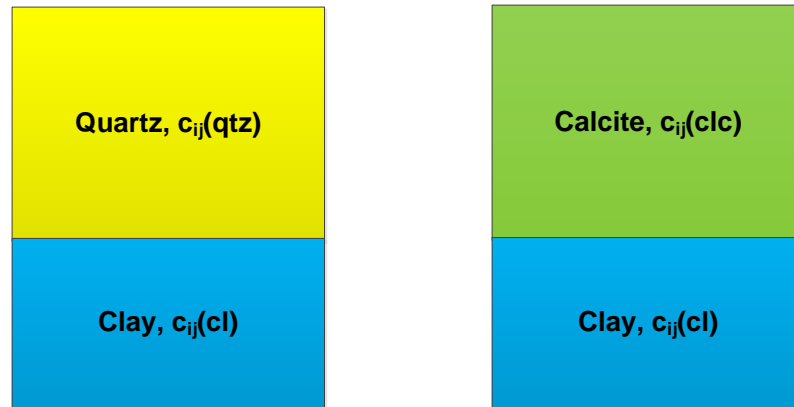 Quartz, cij(qtz)
Calcite, cij(clc)
Clay, cij(cl)
Clay, cij(cl)